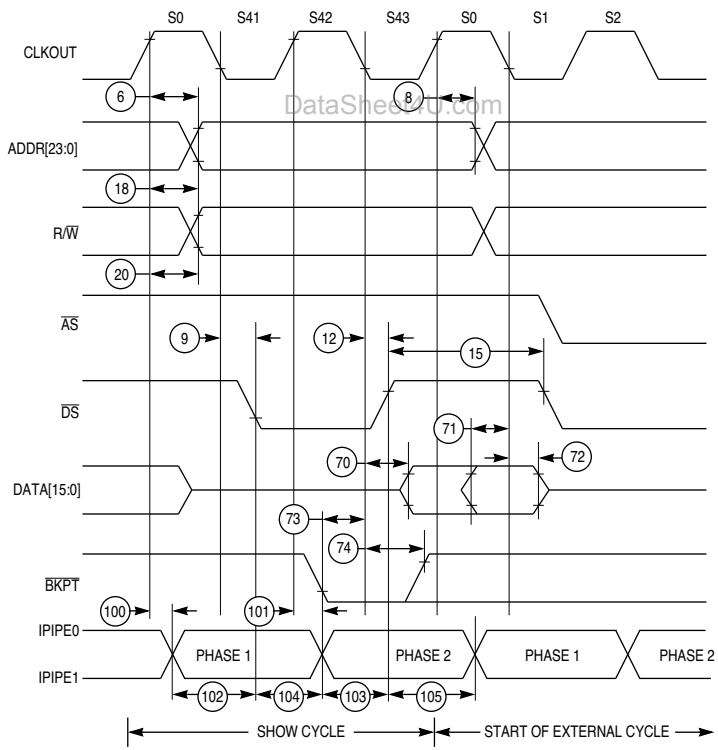 S0 S41 S42 S43 S0 S1 S2
CLKOUT
6 8
DataSheet4U.com
ADDR[23:0]
18
R/W
20
AS
9 12 15
DS
71
70 72
DATA[15:0]
73
74
BKPT
100 101
IPIPE0
PHASE 1 PHASE 2 PHASE 1 PHASE 2
IPIPE1
102 104 103 105
SHOW CYCLE START OF EXTERNAL CYCLE